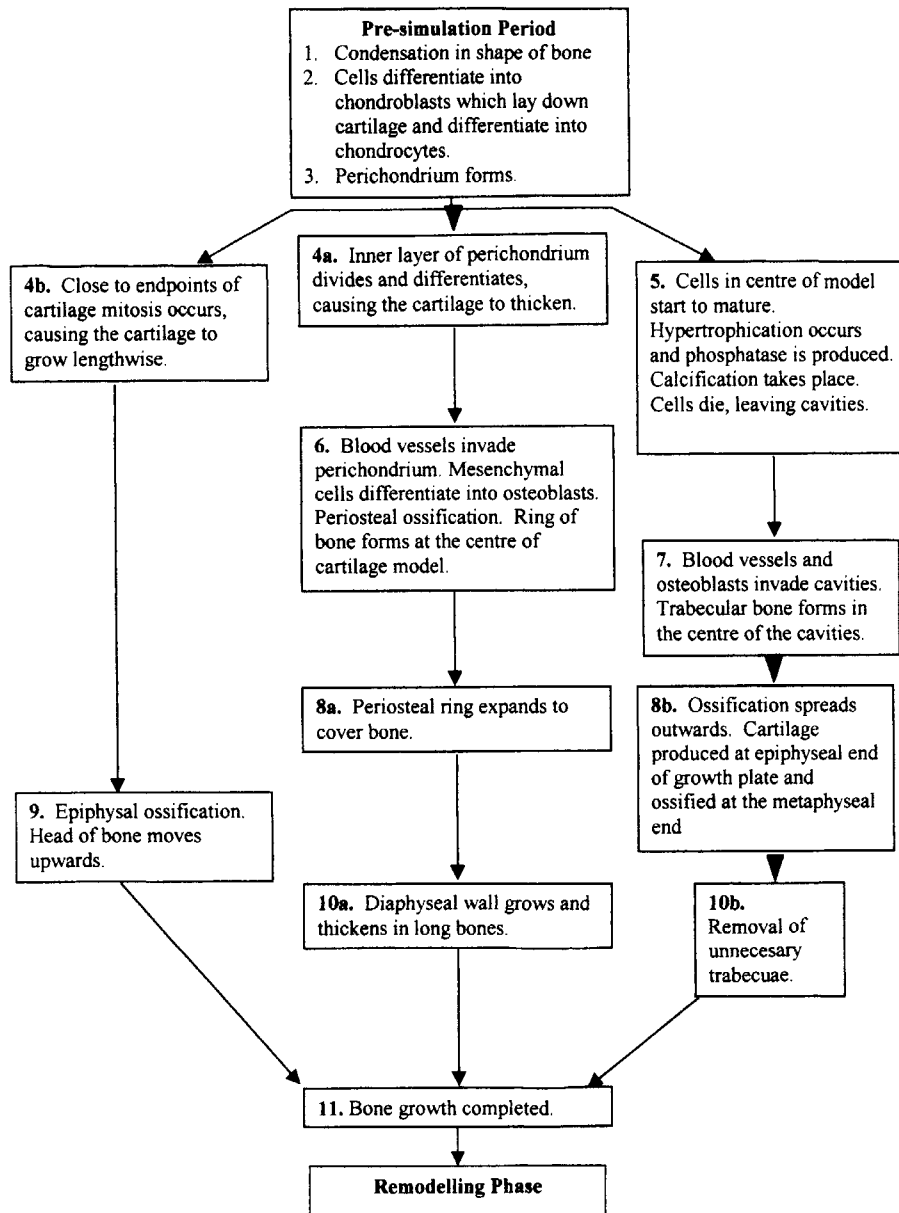 Pre-simulation Period
1. Condensation in shape of bone
2. Cells differentiate into
chondroblasts which lay down
cartilage and differentiate into
chondrocytes.
3. Perichondrium forms.
4b. Close to endpoints of
cartilage mitosis occurs,
causing the cartilage to
grow lengthwise.
4a. Inner layer of perichondrium
divides and differentiates,
causing the cartilage to thicken.
5. Cells in centre of model
start to mature.
Hypertrophication occurs
and phosphatase is produced.
Calcification takes place.
Cells die, leaving cavities.
6. Blood vessels invade
perichondrium. Mesenchymal
cells differentiate into osteoblasts.
Periosteal ossification. Ring of
bone forms at the centre of
cartilage model.
7. Blood vessels and
osteoblasts invade cavities.
Trabecular bone forms in
the centre of the cavities.
8a. Periosteal ring expands to
cover bone.
8b. Ossification spreads
outwards. Cartilage
produced at epiphyseal end
of growth plate and
ossified at the metaphyseal
end
9. Epiphysal ossification.
Head of bone moves
upwards.
10a. Diaphyseal wall grows and
thickens in long bones.
10b.
Removal of
unnecesary
trabecuae.
11. Bone growth completed.
Remodelling Phase